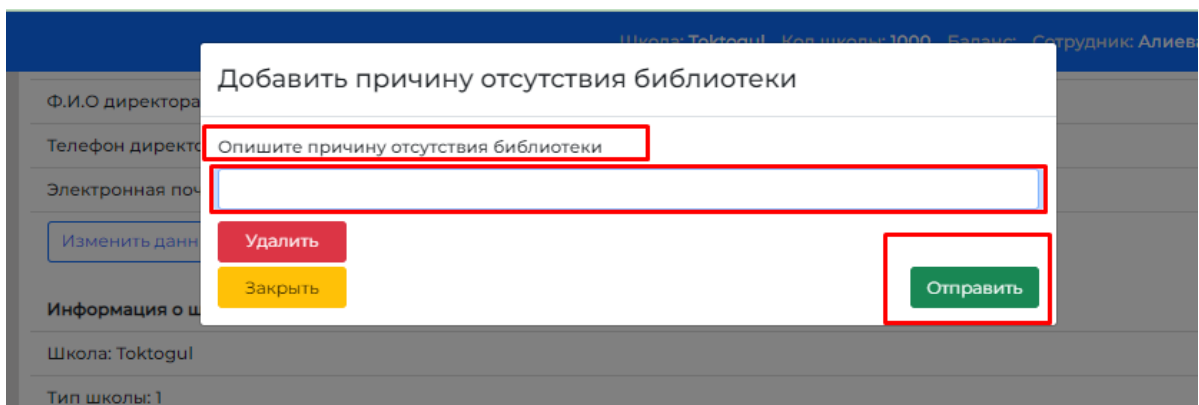 Школа: Toktogul Код школы: 1000 Баланс: Сотрудник: Алиева
Добавить причину отсутствия библиотеки
Ф.И.О директора
Телефон директо
Опишите причину отсутствия библиотеки
Электронная поч
Изменить данн
Удалить
Закрыть
Отправить
Информация о ш
Школа: Toktogul
Тип школы: 1